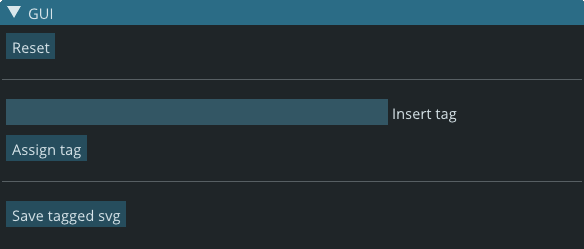 GUI
Reset
Insert tag
Assign tag
Save tagged svg